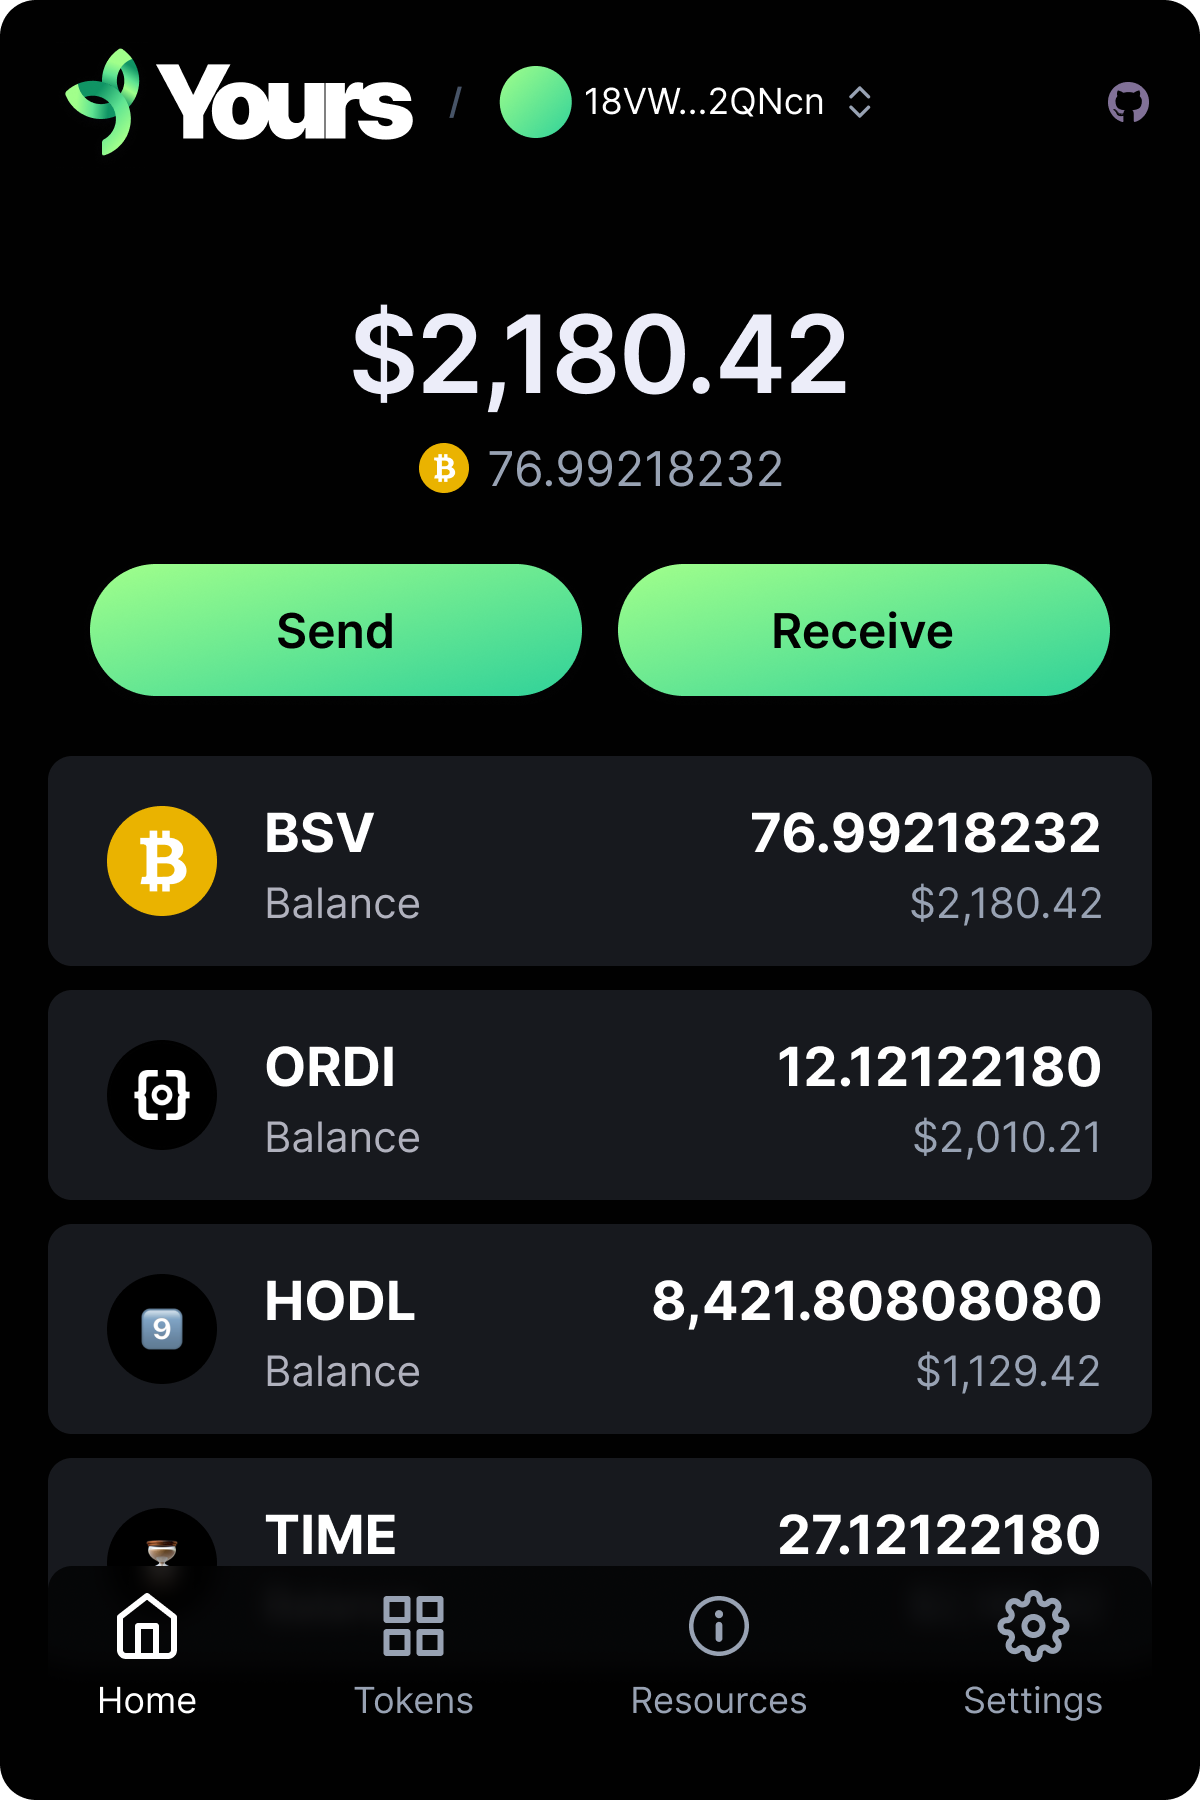 Yours / 18VW...2QNcn
$2,180.42
76.99218232
Send Receive
BSV 76.99218232
Balance $2,180.42
ORDI 12.12122180
Balance $2,010.21
HODL 8,421.80808080
9
Balance $1,129.42
TIME 27.12122180
Home Tokens Resources Settings